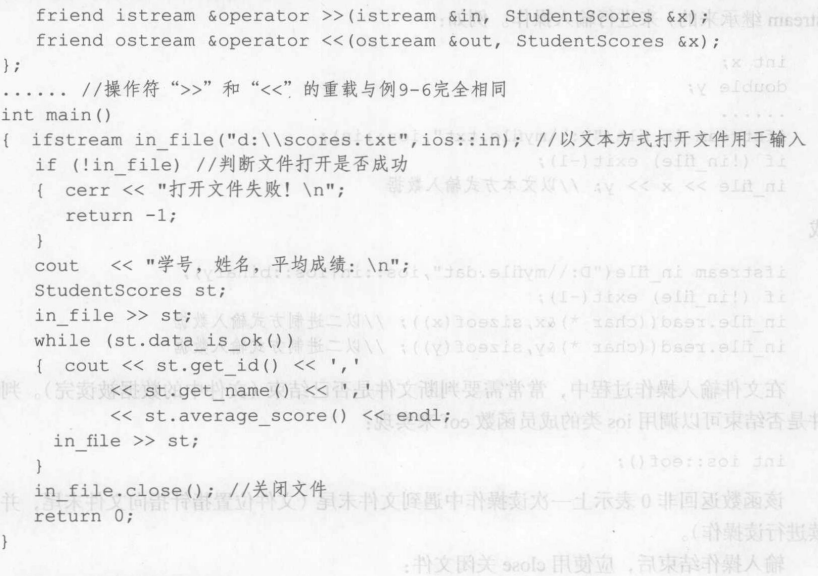 friend istream &operator >>(istream &in, StudentScores &x);
friend ostream &operator <<(ostream &out, StudentScores &x);
};
...... //操作符“>>”和“<<”的重载与例9-6完全相同
int main()
{ ifstream in_file("d:\\scores.txt",ios::in); //以文本方式打开文件用于输入
if (!in_file) //判断文件打开是否成功
{ cerr << "打开文件失败! \n";
return -1;
}
cout << "学号, 姓名, 平均成绩: \n";
StudentScores st;
in_file >> st;
while (st.data_is_ok())
{ cout << st.get_id() << ','
<< st.get_name() << ','
<< st.average_score() << endl;
in_file >> st;
}
in_file.close(); //关闭文件
return 0;
}